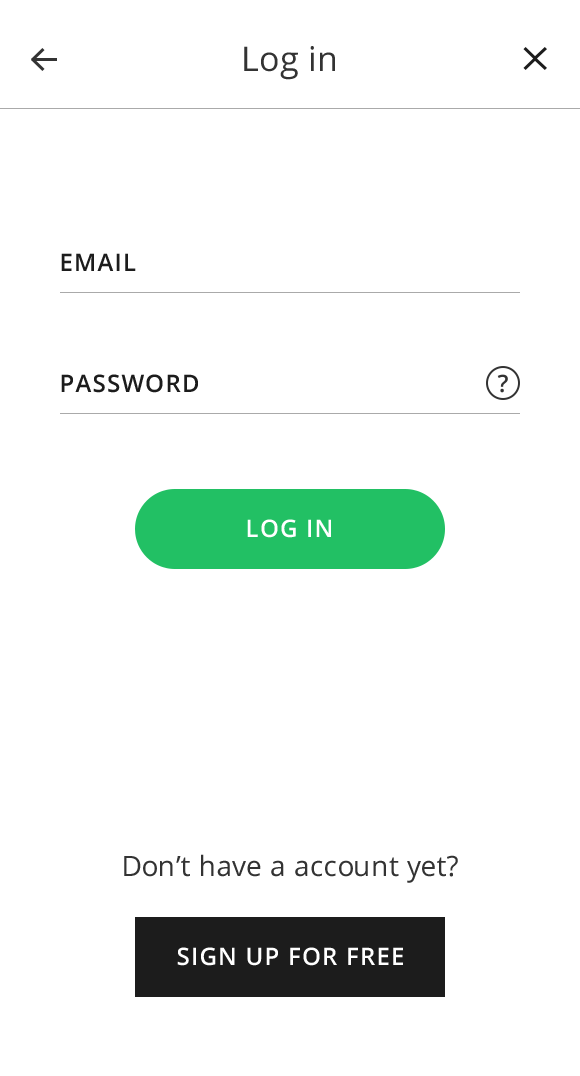 Log in
EMAIL
PASSWORD
?
LOG IN
Don’t have a account yet?
SIGN UP FOR FREE